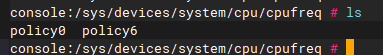 console:/sys/devices/system/cpu/cpufreq # ls
policy0  policy6
console:/sys/devices/system/cpu/cpufreq #